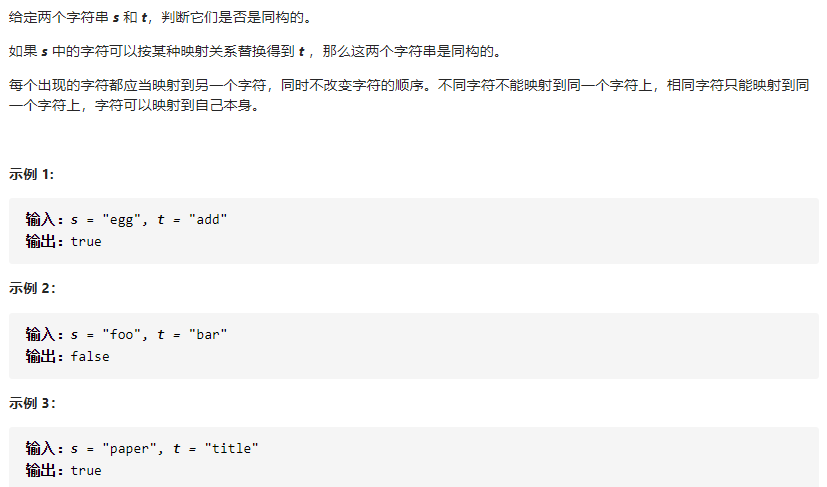 给定两个字符串 s 和 t，判断它们是否是同构的。
如果 s 中的字符可以按某种映射关系替换得到 t ，那么这两个字符串是同构的。
每个出现的字符都应当映射到另一个字符，同时不改变字符的顺序。不同字符不能映射到同一个字符上，相同字符只能映射到同
一个字符上，字符可以映射到自己本身。
示例 1:
输入：s = "egg", t = "add"
输出：true
示例 2：
输入：s = "foo", t = "bar"
输出：false
示例 3：
输入：s = "paper", t = "title"
输出：true